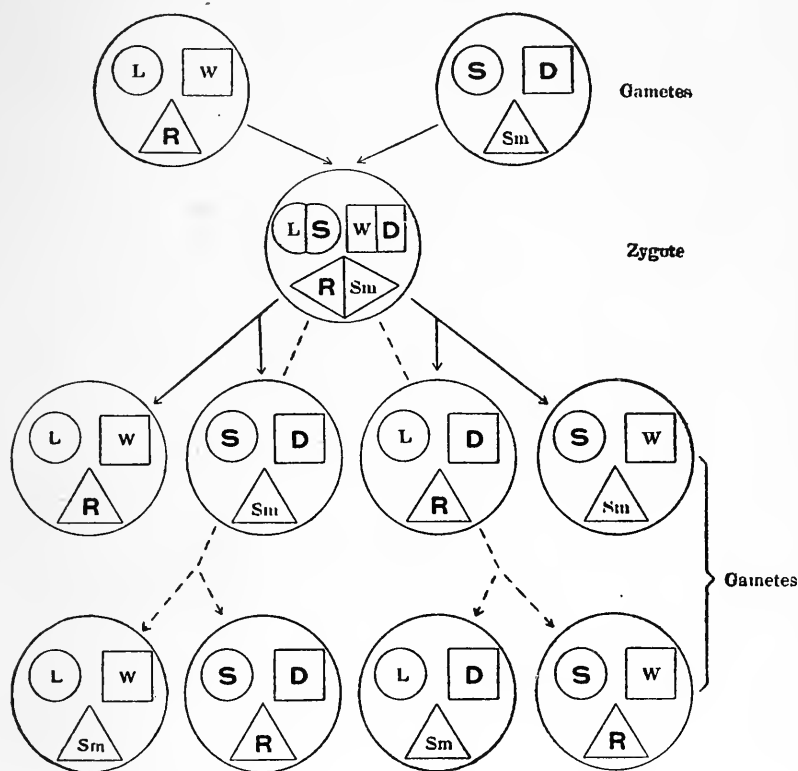 L W S D Gametes
R Sm
L S W D Zygote
R Sm
L W S D L D S W
R Sm R Sm
Gametes
L W S D L D S W
Sm R Sm R